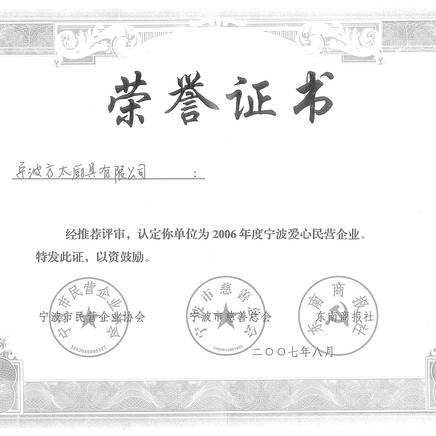 荣誉证书
宁波方太厨具有限公司：
经推荐评审，认定你单位为2006年度宁波爱心民营企业。
特发此证，以资鼓励。
宁波市民营企业协会 宁波市慈善总会 东南商报社
二〇〇七年八月